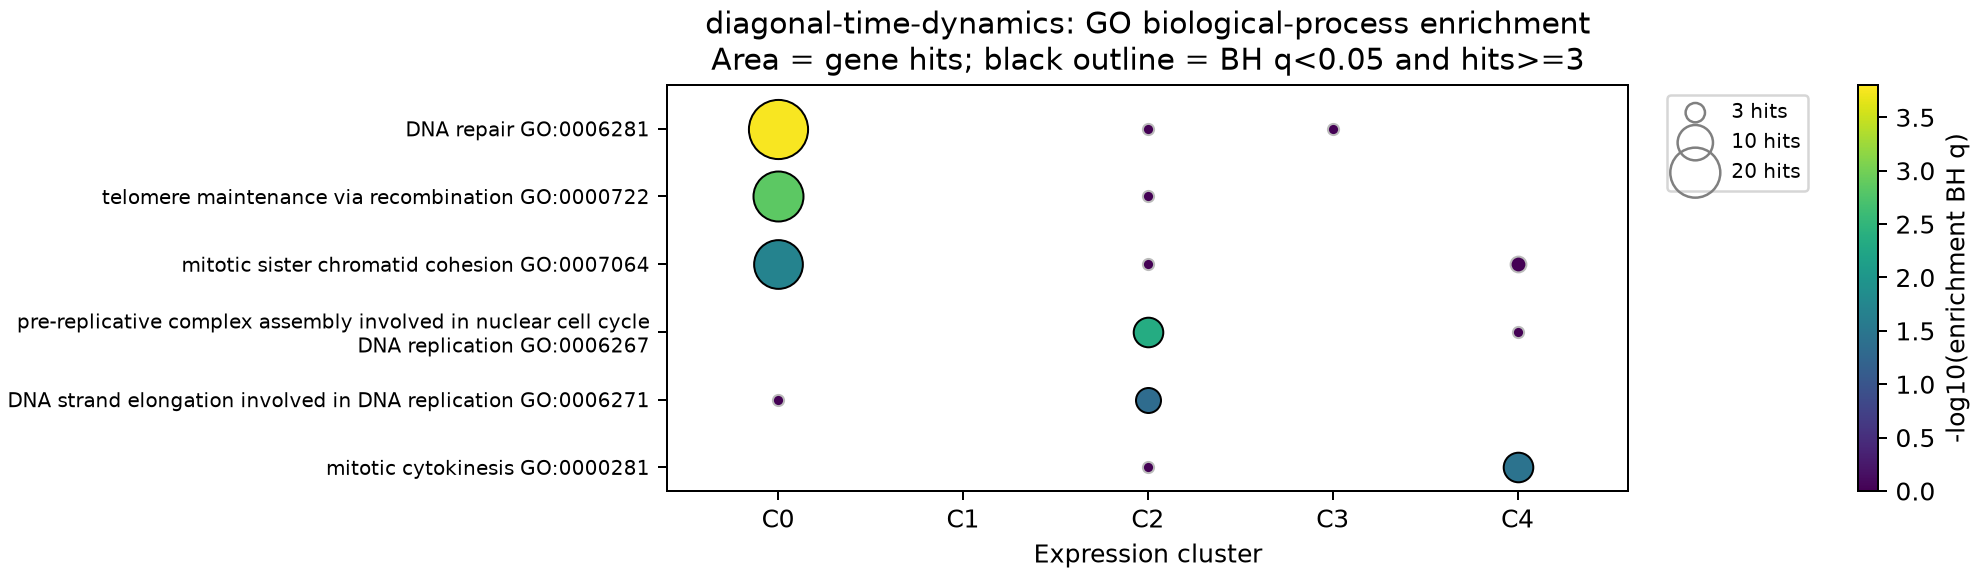 diagonal-time-dynamics: GO biological-process enrichment
Area = gene hits; black outline = BH q<0.05 and hits>=3
DNA repair GO:0006281
telomere maintenance via recombination GO:0000722
mitotic sister chromatid cohesion GO:0007064
pre-replicative complex assembly involved in nuclear cell cycle
DNA replication GO:0006267
DNA strand elongation involved in DNA replication GO:0006271
mitotic cytokinesis GO:0000281
C0
C1
C2
C3
C4
Expression cluster
3 hits
10 hits
20 hits
3.5
3.0
2.5
2.0
1.5
1.0
0.5
0.0
-log10(enrichment BH q)